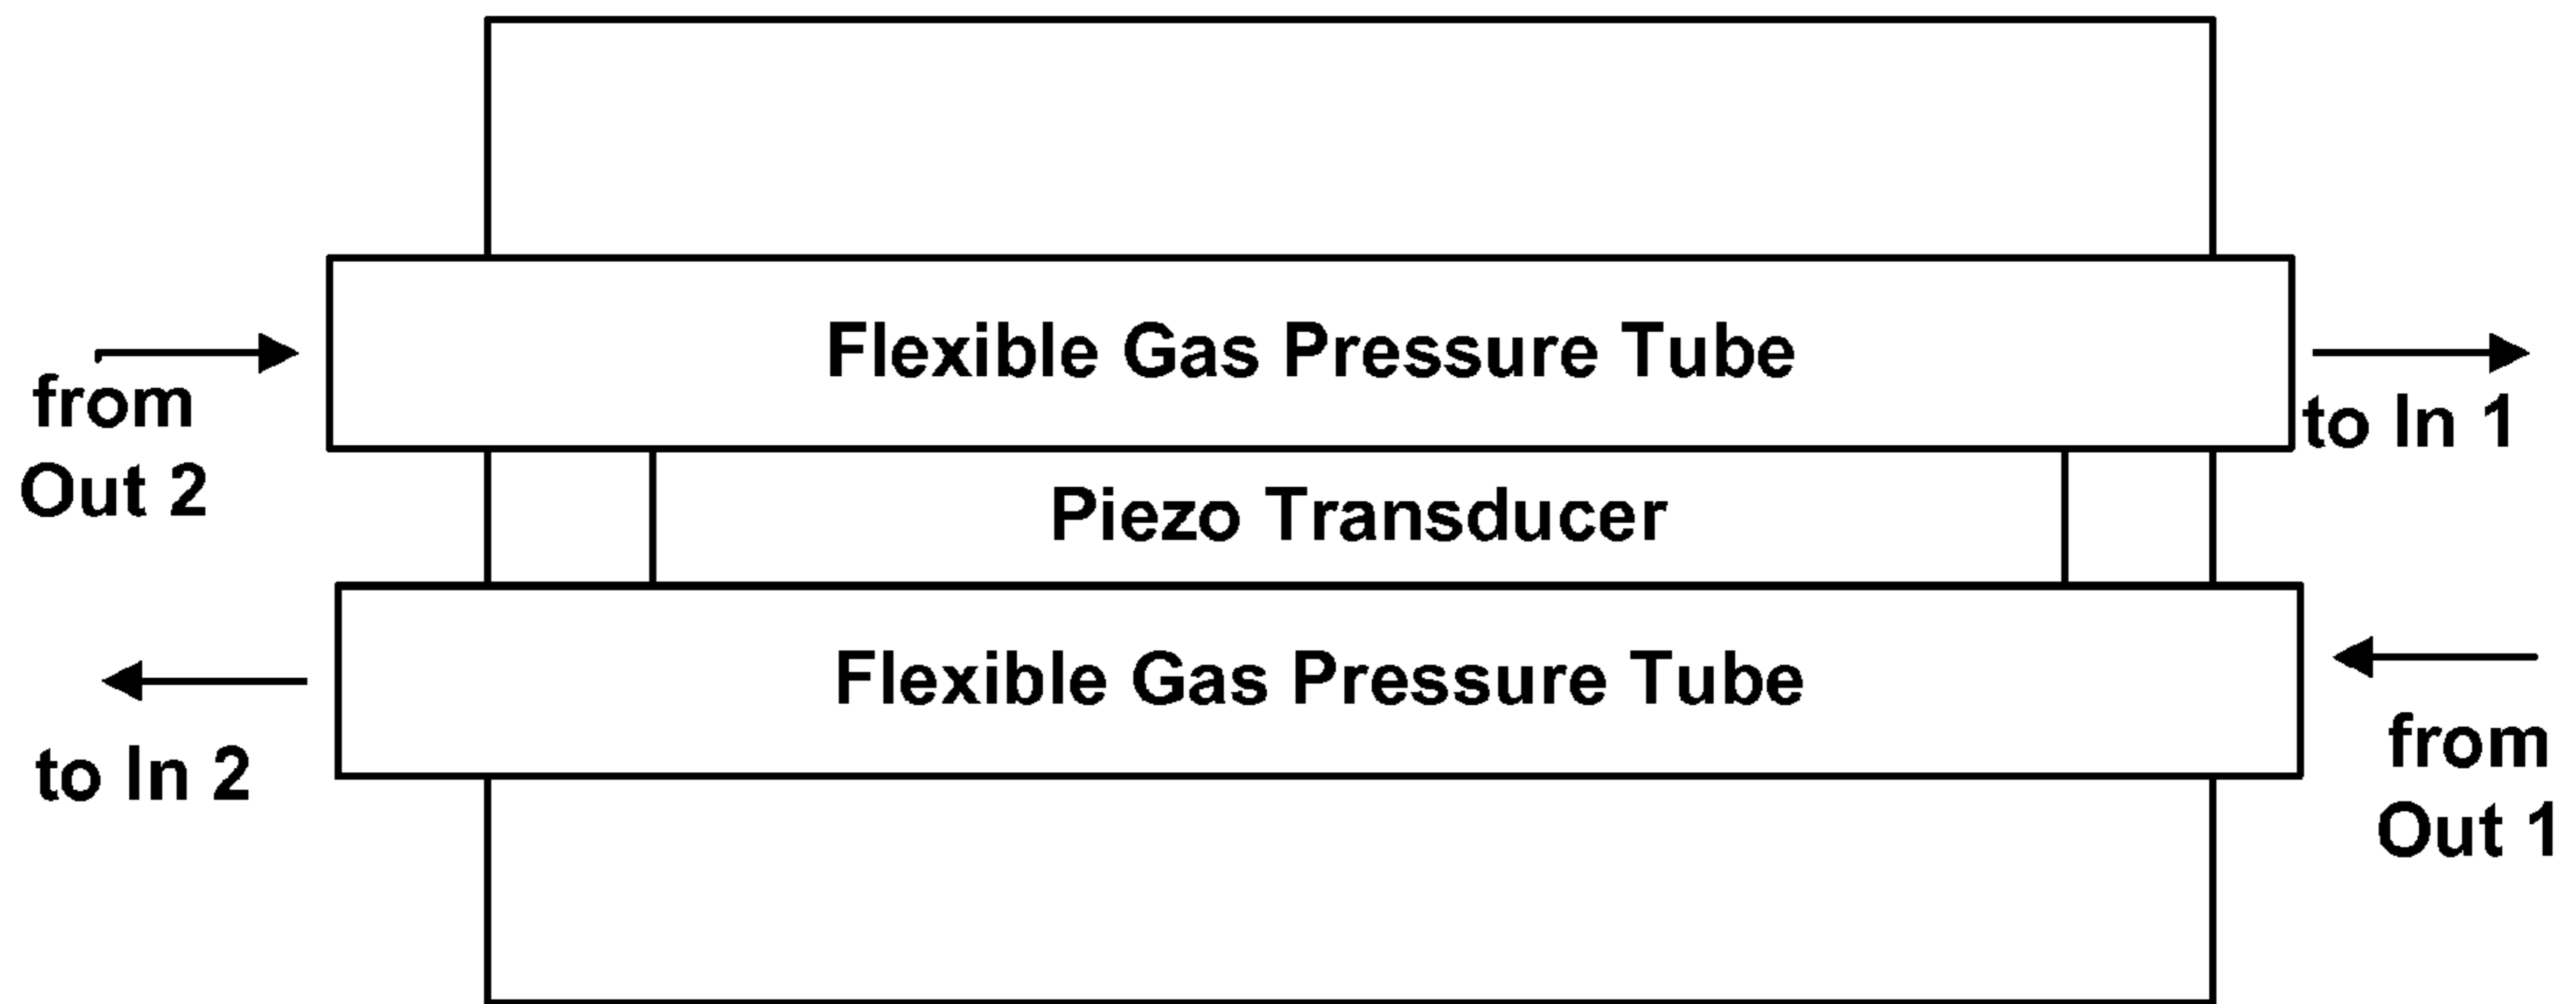 Flexible Gas Pressure Tube
from
Out 2
to In 1
Piezo Transducer
Flexible Gas Pressure Tube
to In 2
from
Out 1